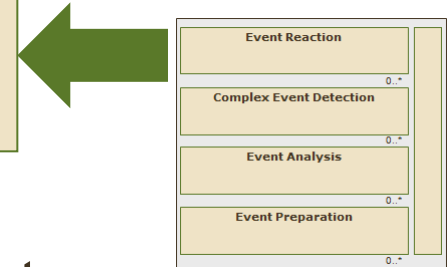 Event Reaction
0..*
Complex Event Detection
0..*
Event Analysis
0..*
Event Preparation
0..*